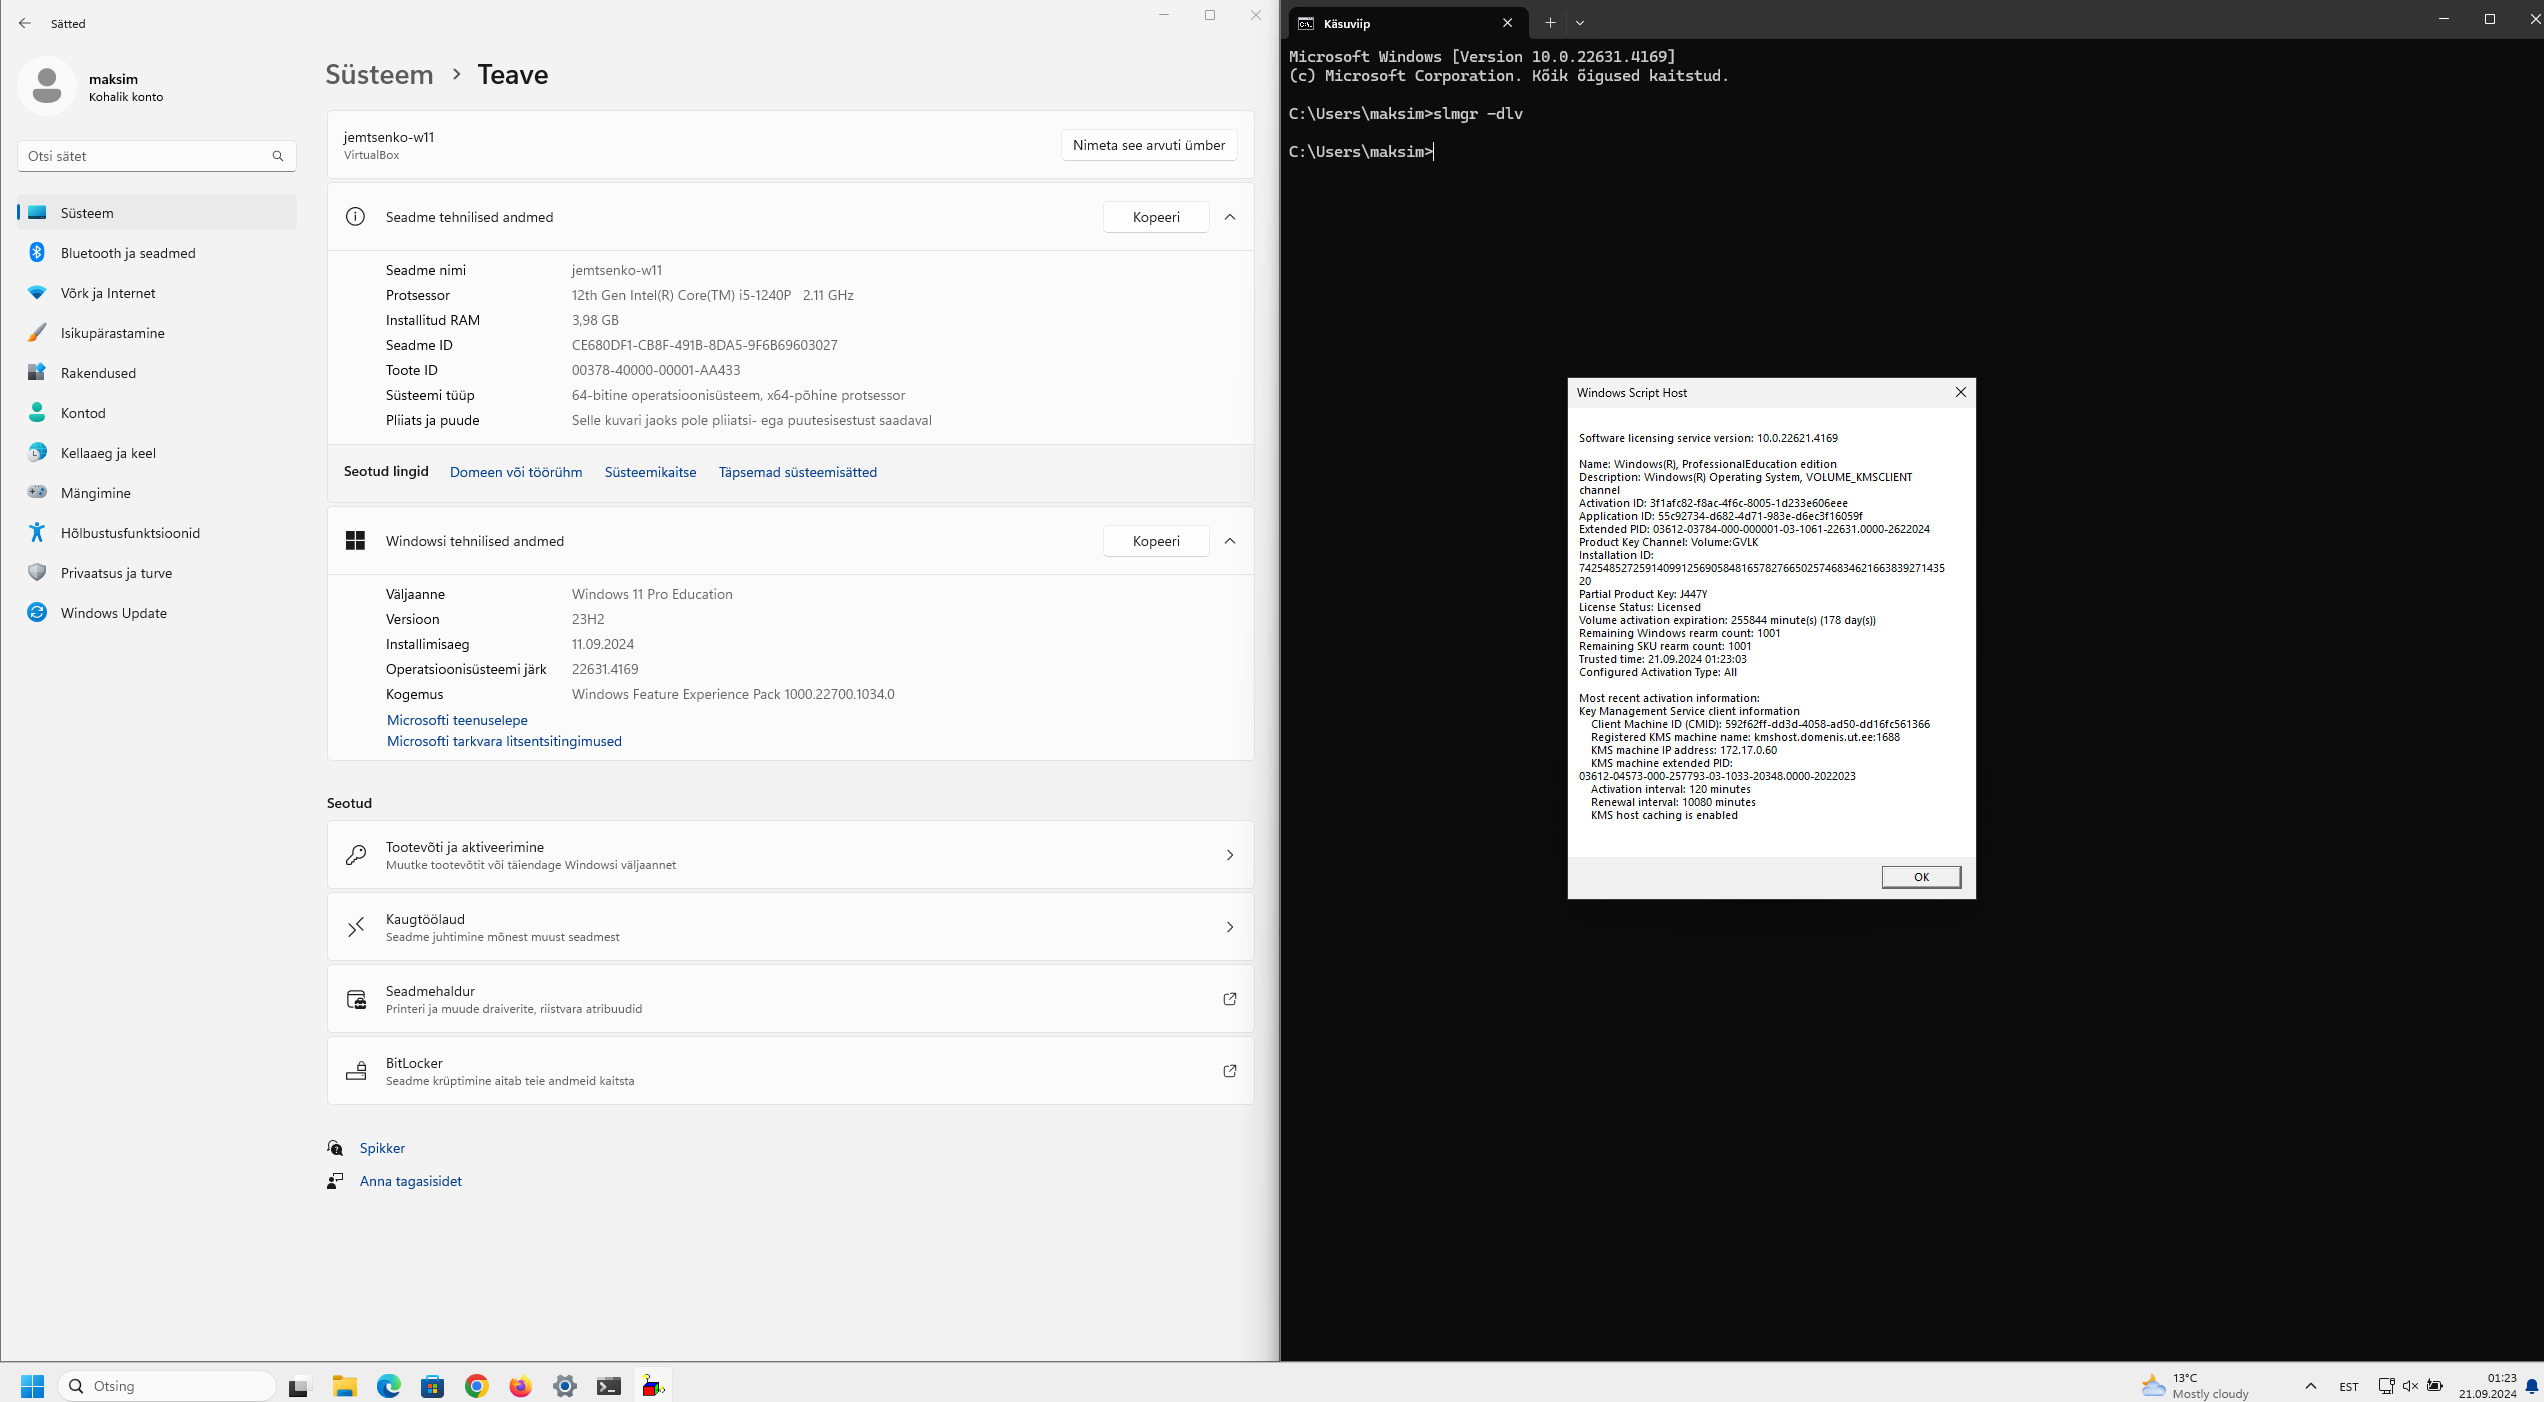 Sätted
maksim
Kohalik konto
Otsi sätet
Süsteem
Bluetooth ja seadmed
Võrk ja Internet
Isikupärastamine
Rakendused
Kontod
Kellaaeg ja keel
Mängimine
Hõlbustusfunktsioonid
Privaatsus ja turve
Windows Update
Süsteem › Teave
jemtsenko-w11
VirtualBox
Nimeta see arvuti ümber
Seadme tehnilised andmed
Kopeeri
Seadme nimi jemtsenko-w11
Protsessor 12th Gen Intel(R) Core(TM) i5-1240P 2.11 GHz
Installitud RAM 3,98 GB
Seadme ID CE680DF1-CB8F-491B-8DA5-9F6B69603027
Toote ID 00378-40000-00001-AA433
Süsteemi tüüp 64-bitine operatsioonisüsteem, x64-põhine protsessor
Pliiats ja puude Selle kuvari jaoks pole pliiatsi- ega puutesisestust saadaval
Seotud lingid Domeen või töörühm Süsteemikaitse Täpsemad süsteemisätted
Windowsi tehnilised andmed
Kopeeri
Väljaanne Windows 11 Pro Education
Versioon 23H2
Installimisaeg 11.09.2024
Operatsioonisüsteemi järk 22631.4169
Kogemus Windows Feature Experience Pack 1000.22700.1034.0
Microsofti teenuselepe
Microsofti tarkvara litsentsitingimused
Seotud
Tootevõti ja aktiveerimine
Muutke tootevõtit või täiendage Windowsi väljaannet
Kaugtöölaud
Seadme juhtimine mõnest muust seadmest
Seadmehaldur
Printeri ja muude draiverite, riistvara atribuudid
BitLocker
Seadme krüptimine aitab teie andmeid kaitsta
Spikker
Anna tagasisidet
Käsuviip
Microsoft Windows [Version 10.0.22631.4169]
(c) Microsoft Corporation. Kõik õigused kaitstud.
C:\Users\maksim>slmgr -dlv
C:\Users\maksim>
Windows Script Host
Software licensing service version: 10.0.22621.4169
Name: Windows(R), ProfessionalEducation edition
Description: Windows(R) Operating System, VOLUME_KMSCLIENT
channel
Activation ID: 3f1afc82-f8ac-4f6c-8005-1d233e606eee
Application ID: 55c92734-d682-4d71-983e-d6ec3f16059f
Extended PID: 03612-03784-000-000001-03-1061-22631.0000-2622024
Product Key Channel: Volume:GVLK
Installation ID:
742548527259140991256905848165782766502574683462166383927143​5
20
Partial Product Key: J447Y
License Status: Licensed
Volume activation expiration: 255844 minute(s) (178 day(s))
Remaining Windows rearm count: 1001
Remaining SKU rearm count: 1001
Trusted time: 21.09.2024 01:23:03
Configured Activation Type: All
Most recent activation information:
Key Management Service client information
Client Machine ID (CMID): 592f62ff-dd3d-4058-ad50-dd16fc561366
Registered KMS machine name: kmshost.domenis.ut.ee:1688
KMS machine IP address: 172.17.0.60
KMS machine extended PID:
03612-04573-000-257793-03-1033-20348.0000-2022023
Activation interval: 120 minutes
Renewal interval: 10080 minutes
KMS host caching is enabled
OK
Otsing
13°C
Mostly cloudy
EST
01:23
21.09.2024